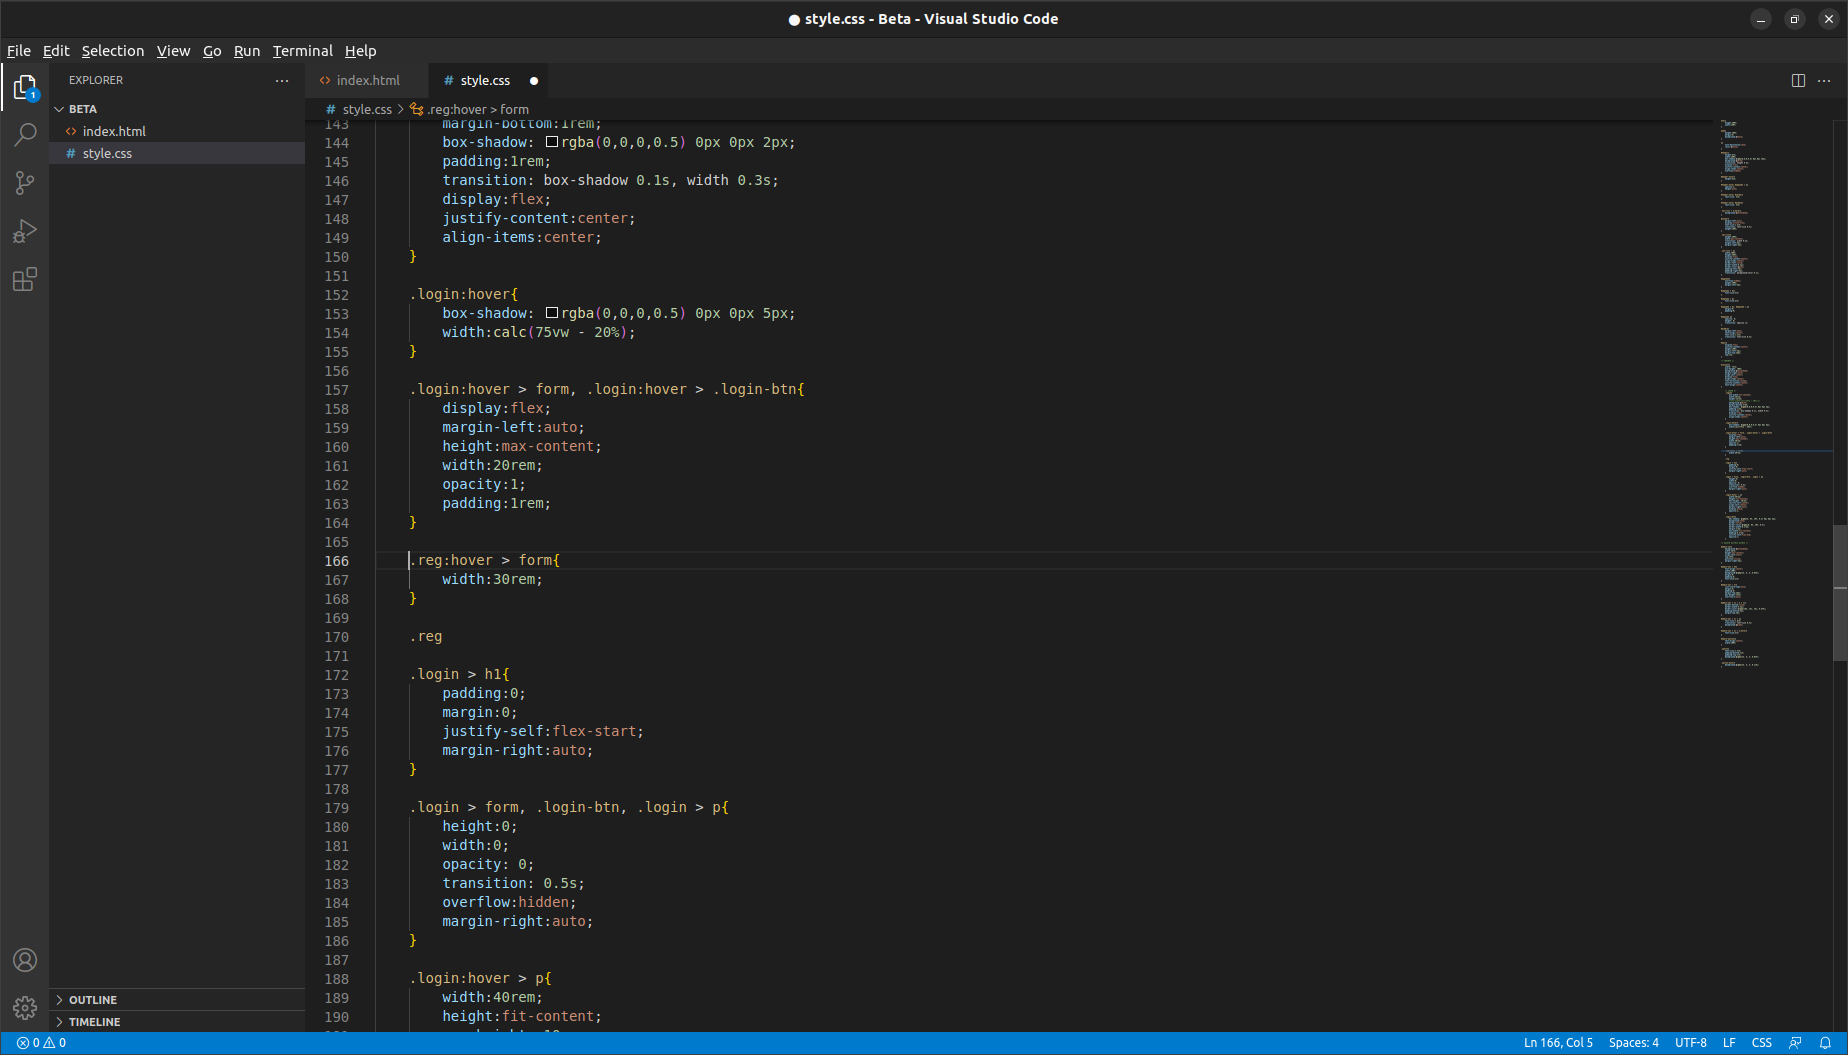 ● style.css - Beta - Visual Studio Code
File Edit Selection View Go Run Terminal Help
EXPLORER
index.html
# style.css
1
BETA
index.html
# style.css
# style.css > .reg:hover > form
143 margin-bottom:1rem;
144 box-shadow: rgba(0,0,0,0.5) 0px 0px 2px;
145 padding:1rem;
146 transition: box-shadow 0.1s, width 0.3s;
147 display:flex;
148 justify-content:center;
149 align-items:center;
150 }
151
152 .login:hover{
153 box-shadow: rgba(0,0,0,0.5) 0px 0px 5px;
154 width:calc(75vw - 20%);
155 }
156
157 .login:hover > form, .login:hover > .login-btn{
158 display:flex;
159 margin-left:auto;
160 height:max-content;
161 width:20rem;
162 opacity:1;
163 padding:1rem;
164 }
165
166 .reg:hover > form{
167 width:30rem;
168 }
169
170 .reg
171
172 .login > h1{
173 padding:0;
174 margin:0;
175 justify-self:flex-start;
176 margin-right:auto;
177 }
178
179 .login > form, .login-btn, .login > p{
180 height:0;
181 width:0;
182 opacity: 0;
183 transition: 0.5s;
184 overflow:hidden;
185 margin-right:auto;
186 }
187
188 .login:hover > p{
189 width:40rem;
190 height:fit-content;
OUTLINE
TIMELINE
0 0
Ln 166, Col 5 Spaces: 4 UTF-8 LF CSS